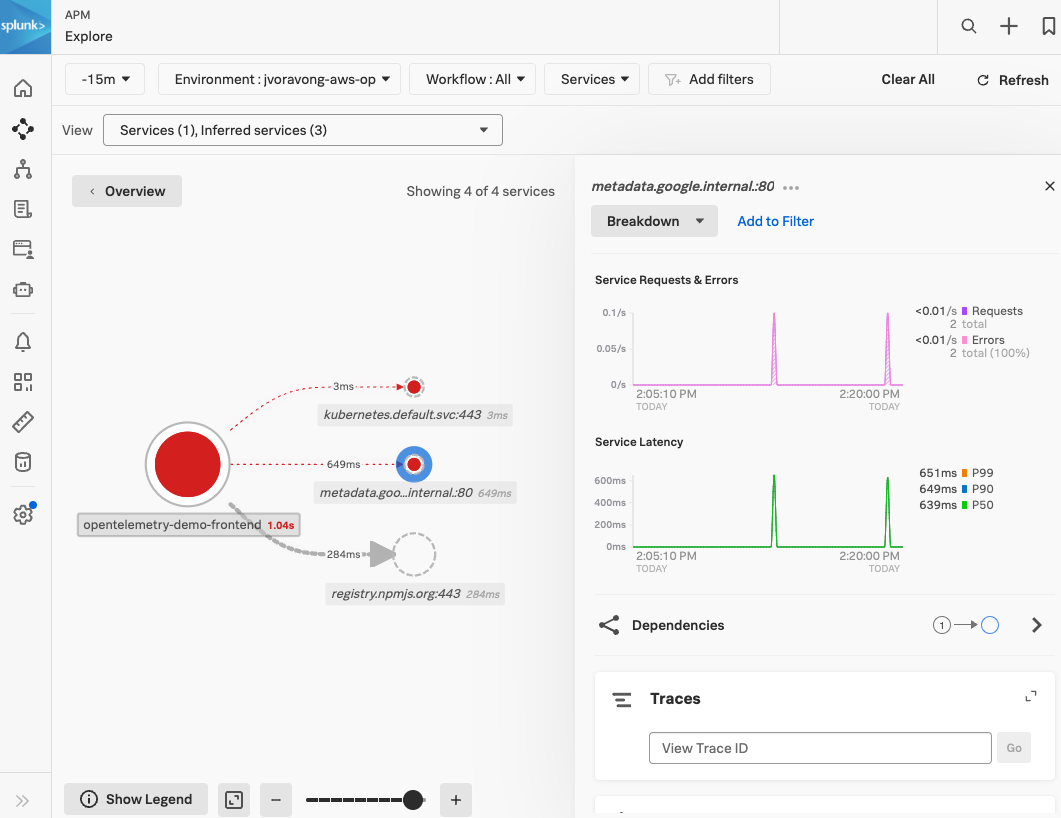 splunk>
APM
Explore
-15m
Environment : jvoravong-aws-op
Workflow : All
Services
Add filters
Clear All
Refresh
View
Services (1), Inferred services (3)
Overview
Showing 4 of 4 services
3ms
kubernetes.default.svc:443 3ms
649ms
metadata.goo...internal.:80 649ms
opentelemetry-demo-frontend 1.04s
284ms
registry.npmjs.org:443 284ms
Show Legend
metadata.google.internal.:80
Breakdown
Add to Filter
Service Requests & Errors
0.1/s
0.05/s
0/s
2:05:10 PM
TODAY
2:20:00 PM
TODAY
<0.01/s Requests
2 total
<0.01/s Errors
2 total (100%)
Service Latency
600ms
400ms
200ms
0ms
2:05:10 PM
TODAY
2:20:00 PM
TODAY
651ms P99
649ms P90
639ms P50
Dependencies
1
Traces
View Trace ID
Go